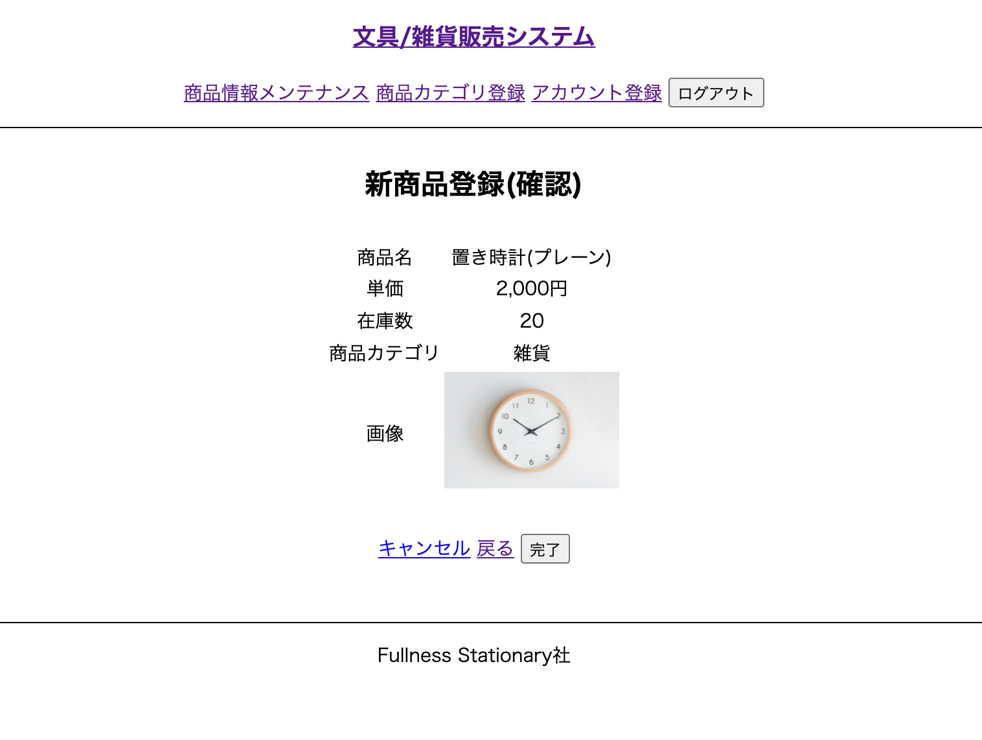 文具/雑貨販売システム
商品情報メンテナンス 商品カテゴリ登録 アカウント登録 ログアウト
新商品登録(確認)
商品名 置き時計(プレーン)
単価 2,000円
在庫数 20
商品カテゴリ 雑貨
画像
12
11 1
10 2
9 3
8 4
7 5
6
キャンセル 戻る 完了
Fullness Stationary社